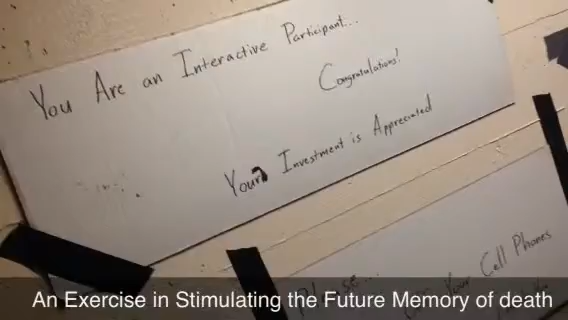 You Are an Interactive Participant...
Congratulations!
Your Investment is Appreciated
Your Cell Phones
An Exercise in Stimulating the Future Memory of death